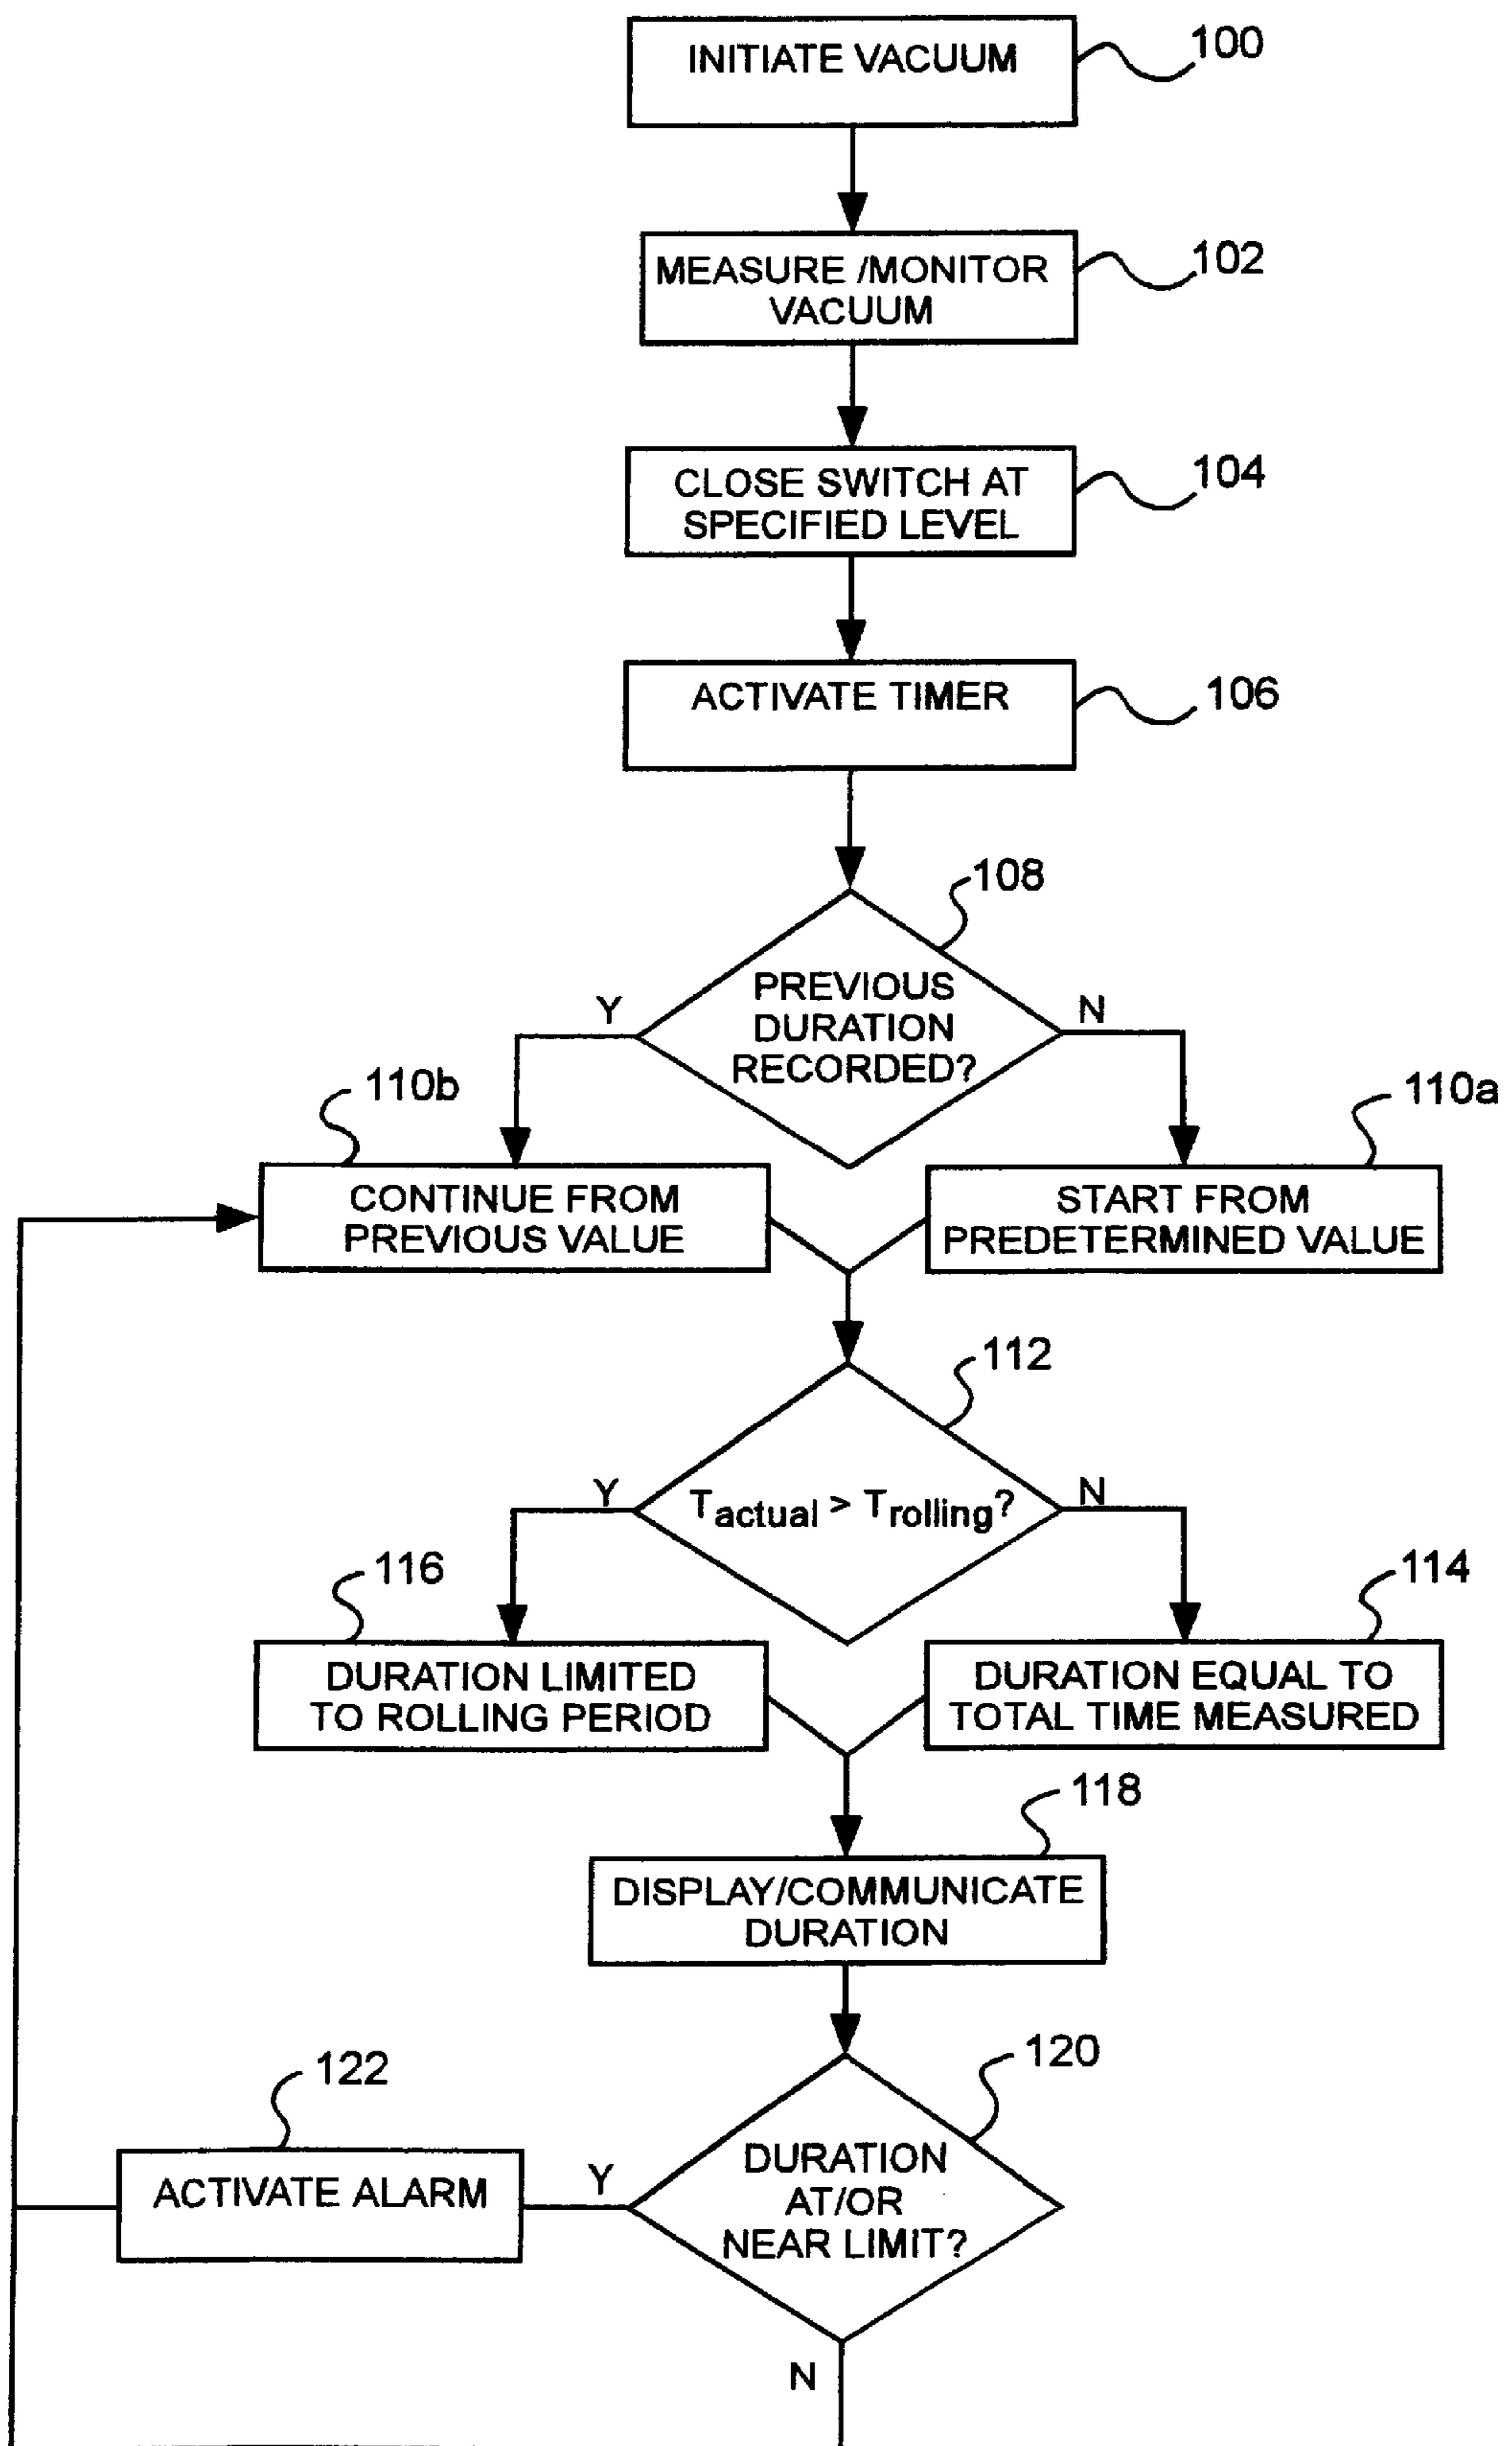 INITIATE VACUUM
100
MEASURE /MONITOR
VACUUM
102
CLOSE SWITCH AT
SPECIFIED LEVEL
104
ACTIVATE TIMER
106
108
PREVIOUS
DURATION
RECORDED?
Y
N
110b
110a
CONTINUE FROM
PREVIOUS VALUE
START FROM
PREDETERMINED VALUE
112
Tactual > Trolling?
Y
N
116
114
DURATION LIMITED
TO ROLLING PERIOD
DURATION EQUAL TO
TOTAL TIME MEASURED
118
DISPLAY/COMMUNICATE
DURATION
120
122
DURATION
AT/OR
NEAR LIMIT?
Y
ACTIVATE ALARM
N